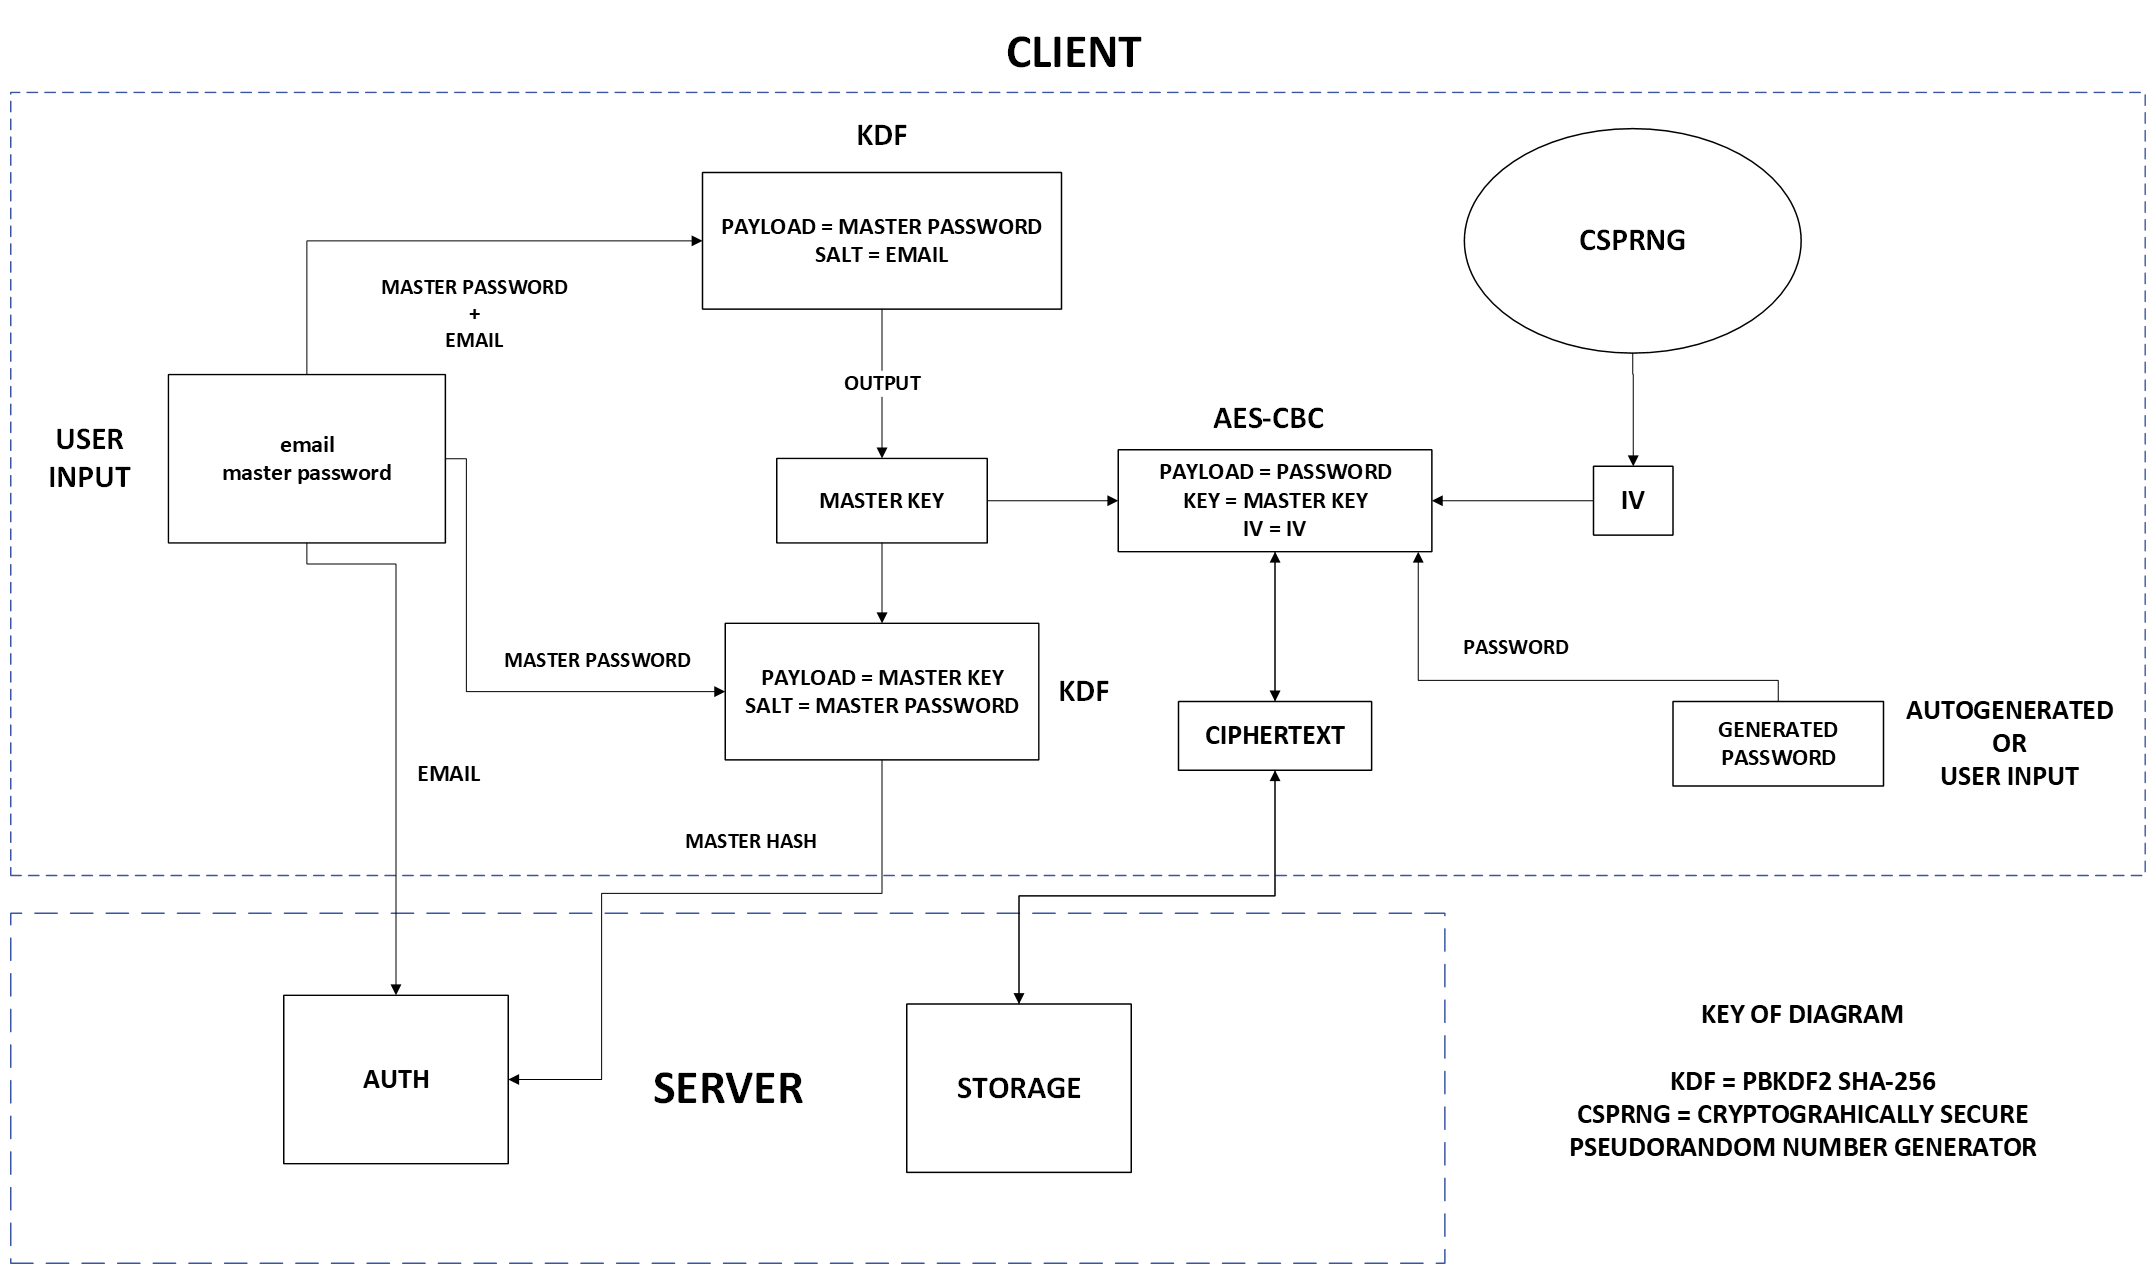 CLIENT
KDF
PAYLOAD = MASTER PASSWORD
SALT = EMAIL
CSPRNG
MASTER PASSWORD
+
EMAIL
OUTPUT
USER
INPUT
email
master password
MASTER KEY
AES-CBC
PAYLOAD = PASSWORD
KEY = MASTER KEY
IV = IV
IV
MASTER PASSWORD
PAYLOAD = MASTER KEY
SALT = MASTER PASSWORD
KDF
PASSWORD
CIPHERTEXT
GENERATED
PASSWORD
AUTOGENERATED
OR
USER INPUT
EMAIL
MASTER HASH
AUTH
SERVER
STORAGE
KEY OF DIAGRAM
KDF = PBKDF2 SHA-256
CSPRNG = CRYPTOGRAHICALLY SECURE
PSEUDORANDOM NUMBER GENERATOR